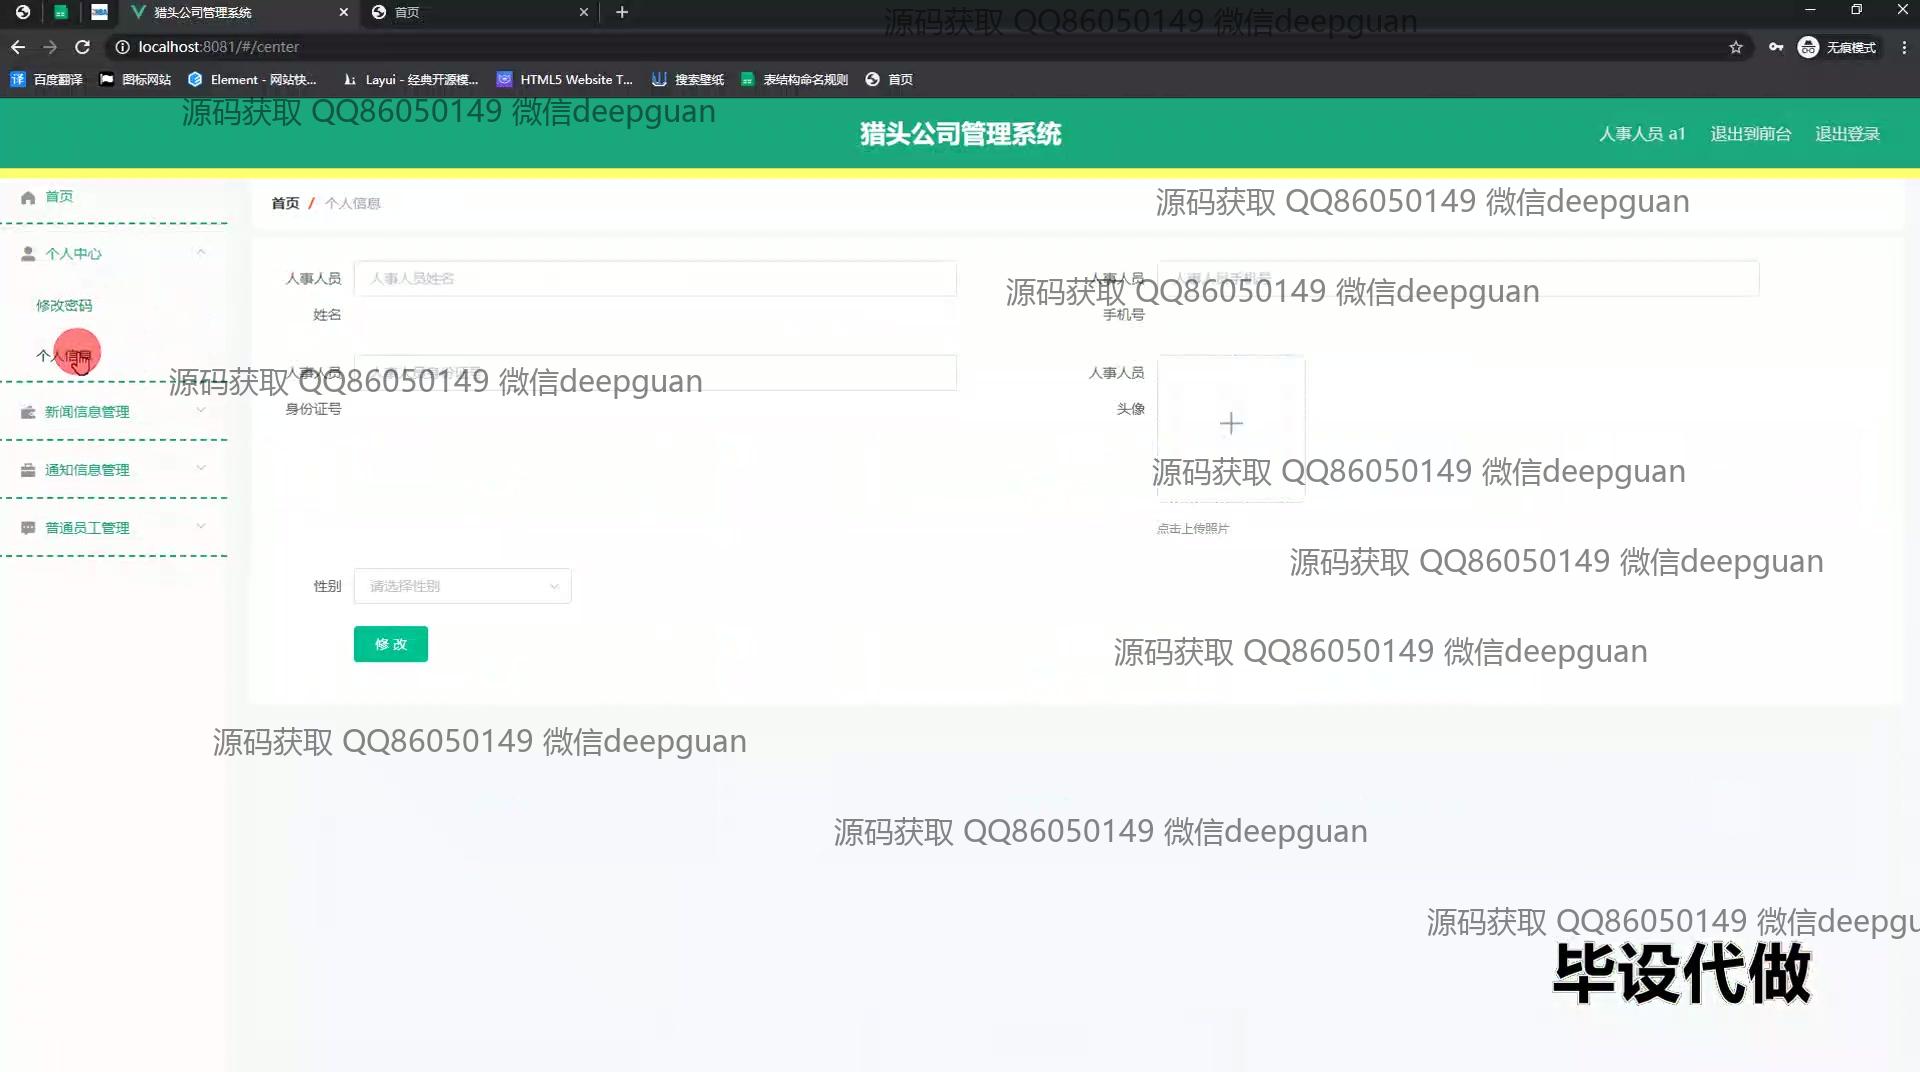 猎头公司管理系统
首页
源码获取 QQ86050149 微信deepguan
localhost:8081/#/center
无痕模式
百度翻译
图标网站
Element - 网站快...
Layui - 经典开源模...
HTML5 Website T...
搜索壁纸
表结构命名规则
首页
源码获取 QQ86050149 微信deepguan
猎头公司管理系统
人事人员 a1
退出到前台
退出登录
首页
首页 / 个人信息
源码获取 QQ86050149 微信deepguan
个人中心
人事人员姓名
人事人员姓名
人事人员手机号
源码获取 QQ86050149 微信deepguan
修改密码
个人信息
人事人员身份证号
人事人员头像
源码获取 QQ86050149 微信deepguan
新闻信息管理
通知信息管理
源码获取 QQ86050149 微信deepguan
普通员工管理
点击上传照片
源码获取 QQ86050149 微信deepguan
性别
请选择性别
修 改
源码获取 QQ86050149 微信deepguan
源码获取 QQ86050149 微信deepguan
源码获取 QQ86050149 微信deepguan
源码获取 QQ86050149 微信deepgu
毕设代做